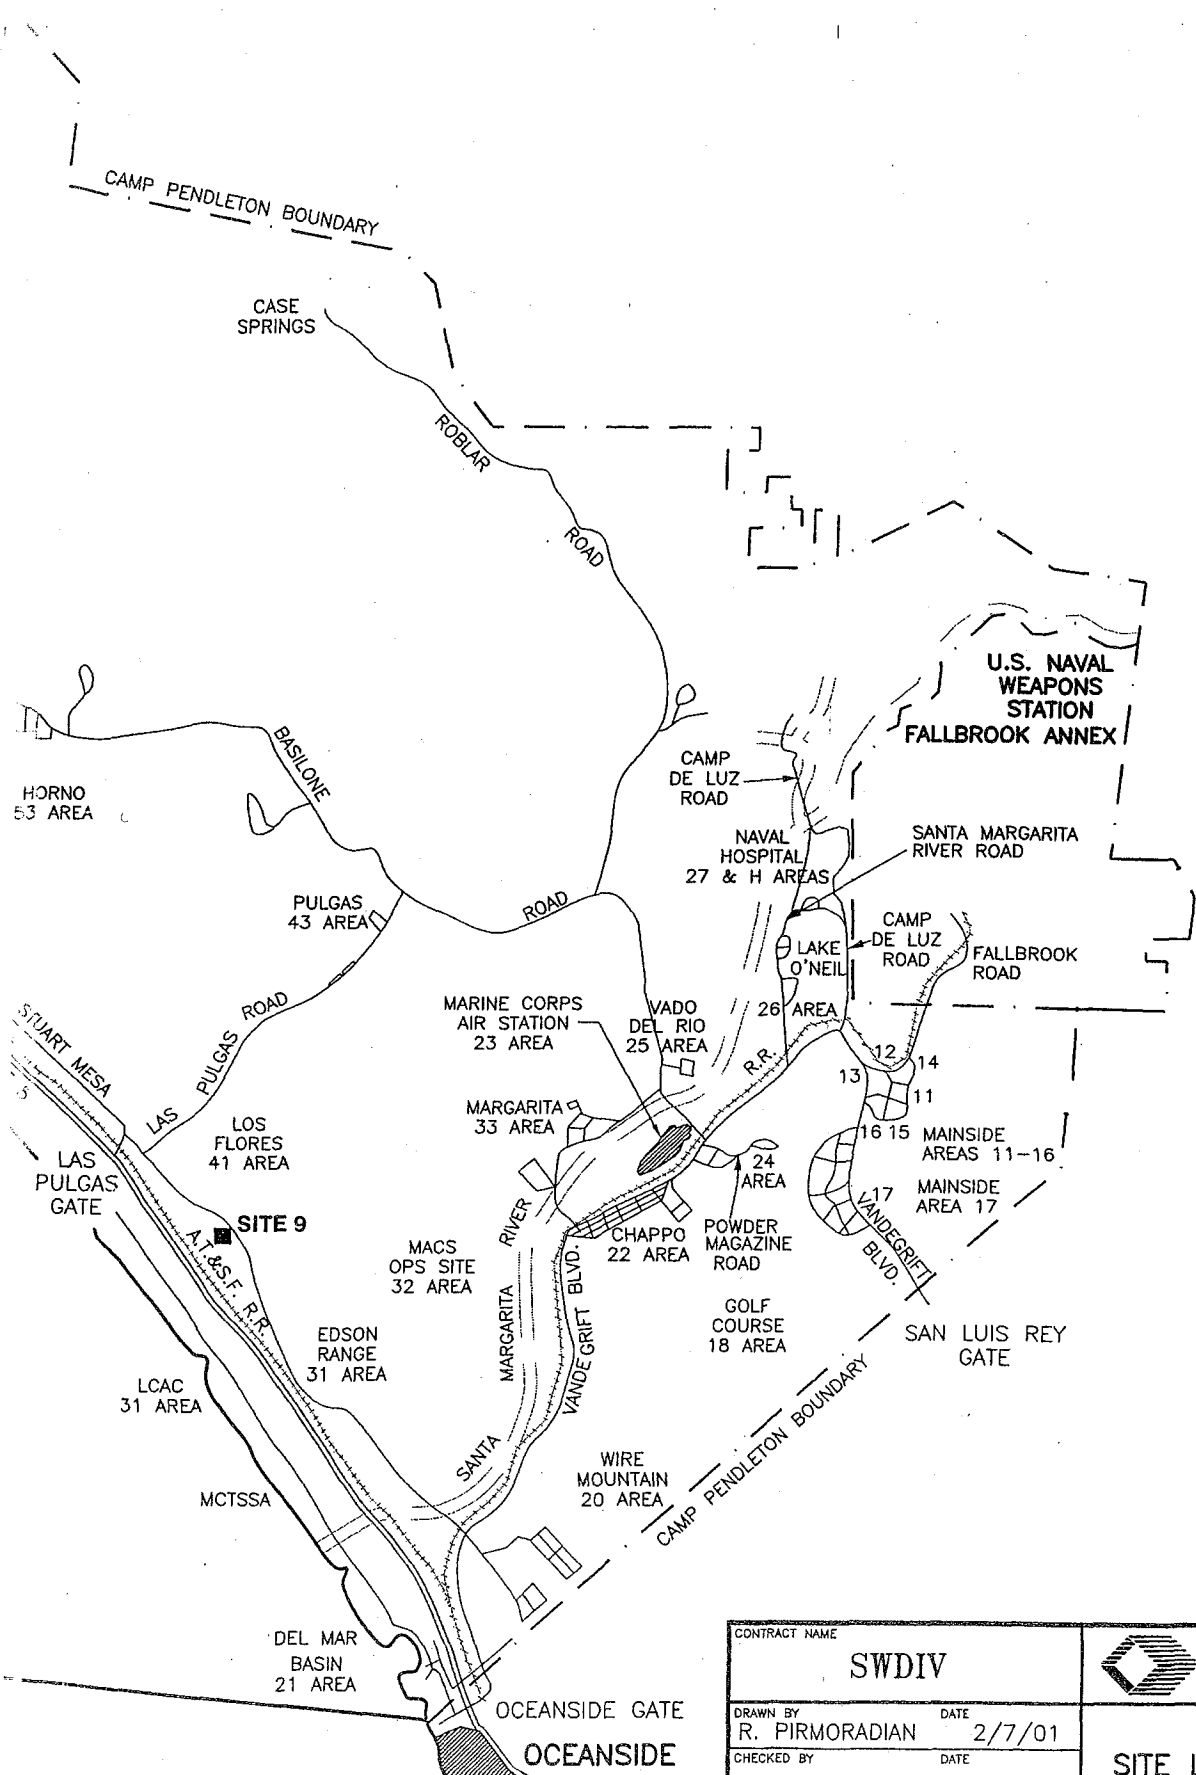 CAMP PENDLETON BOUNDARY
CASE
SPRINGS
ROBLAR
ROAD
U.S. NAVAL
WEAPONS
STATION
FALLBROOK ANNEX
BASILONE
ROAD
HORNO
53 AREA
CAMP
DE LUZ
ROAD
NAVAL
HOSPITAL
27 & H AREAS
SANTA MARGARITA
RIVER ROAD
PULGAS
43 AREA
LAKE
O'NEIL
CAMP
DE LUZ
ROAD
FALLBROOK
ROAD
26 AREA
MARINE CORPS
AIR STATION
23 AREA
VADO
DEL RIO
25 AREA
R.R.
STUART MESA
LAS PULGAS ROAD
12
14
13
11
16 15
MAINSIDE
AREAS 11-16
MARGARITA
33 AREA
LOS
FLORES
41 AREA
LAS
PULGAS
GATE
24
AREA
17
MAINSIDE
AREA 17
VANDEGRIFT
BLVD.
SITE 9
A.T.&S.F. R.R.
CHAPPO
22 AREA
POWDER
MAGAZINE
ROAD
MACS
OPS SITE
32 AREA
SANTA MARGARITA RIVER
VANDEGRIFT BLVD.
GOLF
COURSE
18 AREA
SAN LUIS REY
GATE
EDSON
RANGE
31 AREA
LCAC
31 AREA
WIRE
MOUNTAIN
20 AREA
CAMP PENDLETON BOUNDARY
MCTSSA
DEL MAR
BASIN
21 AREA
OCEANSIDE GATE
OCEANSIDE
CONTRACT NAME
SWDIV
DRAWN BY
DATE
R. PIRMORADIAN
2/7/01
CHECKED BY
DATE
SITE